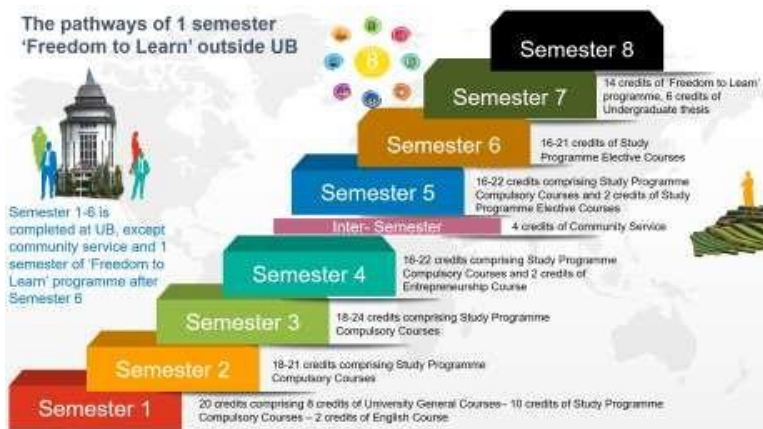 The pathways of 1 semester
‘Freedom to Learn’ outside UB
8
Semester 8
Semester 7
14 credits of ‘Freedom to Learn’
programme, 6 credits of
Undergraduate thesis
Semester 6
16-21 credits of Study
Programme Elective Courses
Semester 5
16-22 credits comprising Study Programme
Compulsory Courses and 2 credits of Study
Programme Elective Courses
Inter- Semester
4 credits of Community Service
Semester 1-6 is
completed at UB, except
community service and 1
semester of ‘Freedom to
Learn’ programme after
Semester 6
Semester 4
16-22 credits comprising Study Programme
Compulsory Courses and 2 credits of
Entrepreneurship Course
Semester 3
18-24 credits comprising Study Programme
Compulsory Courses
Semester 2
18-21 credits comprising Study Programme
Compulsory Courses
Semester 1
20 credits comprising 8 credits of University General Courses– 10 credits of Study Programme
Compulsory Courses – 2 credits of English Course